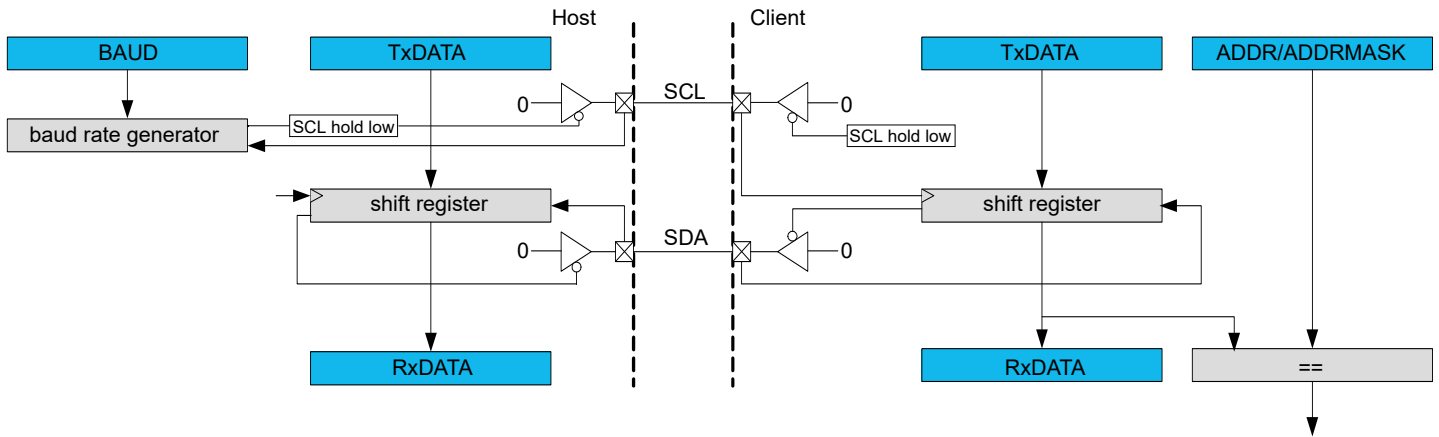 Host
Client
BAUD
TxDATA
TxDATA
ADDR/ADDRMASK
0
SCL
0
baud rate generator
SCL hold low
SCL hold low
shift register
shift register
0
SDA
0
RxDATA
RxDATA
==